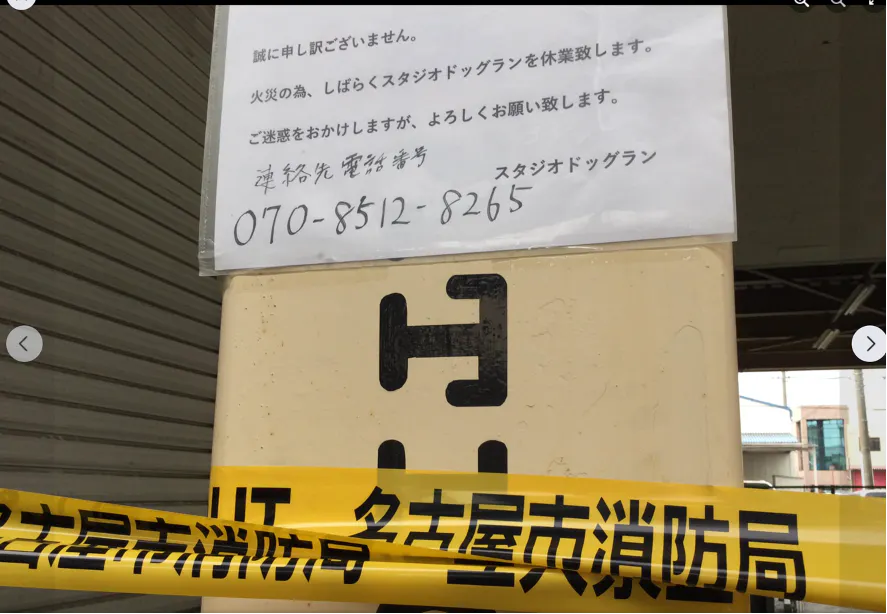 誠に申し訳ございません。
火災の為、しばらくスタジオドッグランを休業致します。
ご迷惑をおかけしますが、よろしくお願い致します。
スタジオドッグラン
連絡先電話番号
070-8512-8265
名古屋市消防局
名古屋市消防局